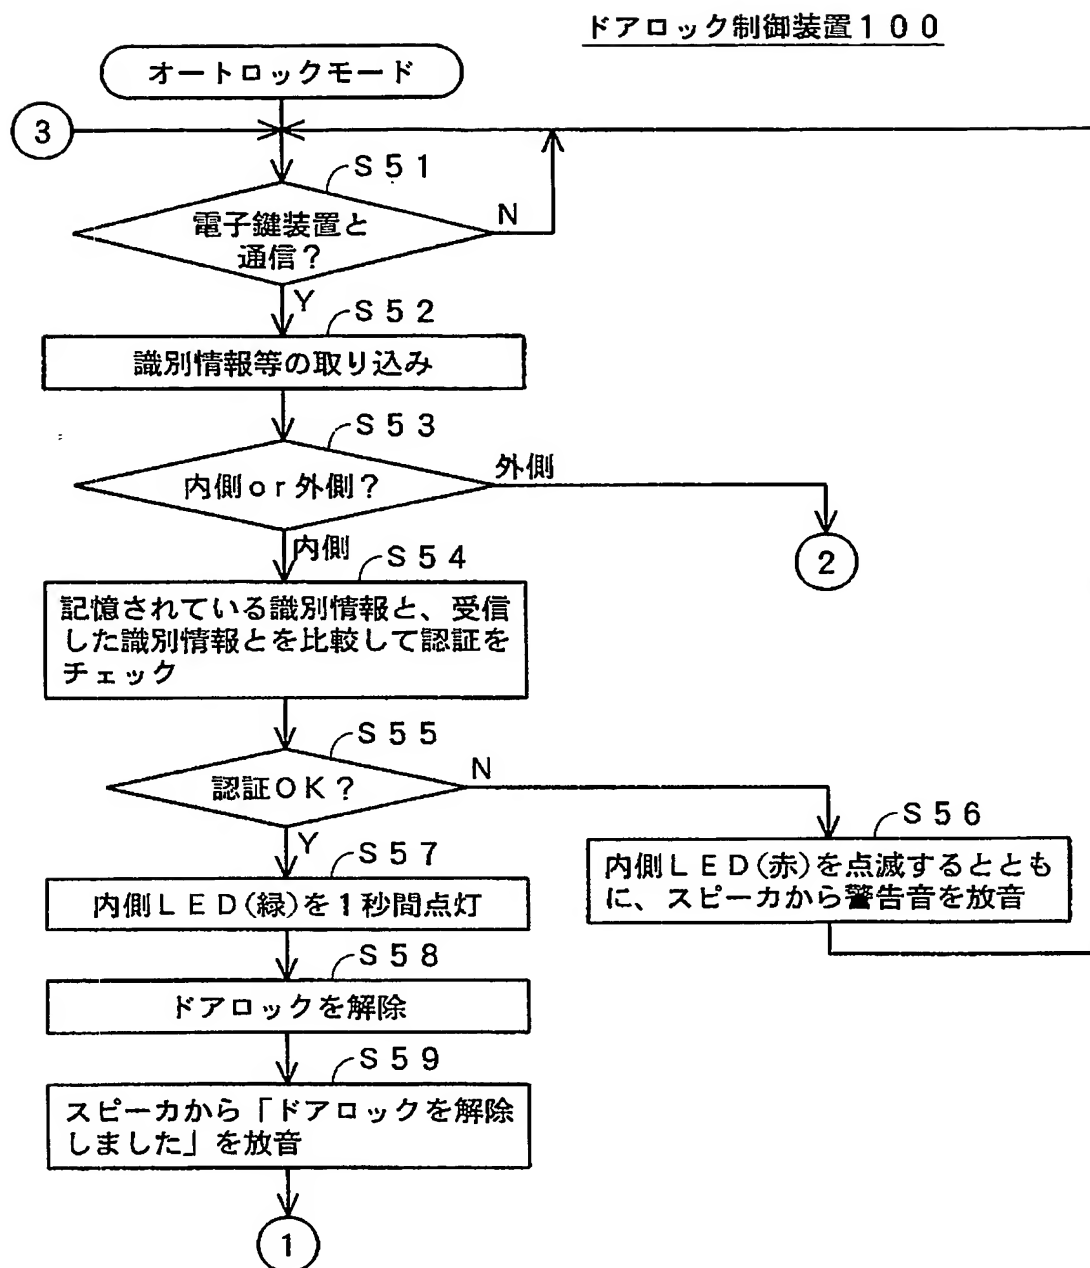 ドアロック制御装置100
オートロックモード
3
S51
電子鍵装置と
通信?
N
Y
S52
識別情報等の取り込み
S53
内側or外側?
外側
2
内側
S54
記憶されている識別情報と、受信
した識別情報とを比較して認証を
チェック
S55
認証OK?
N
Y
S56
内側LED(赤)を点滅するととも
に、スピーカから警告音を放音
S57
内側LED(緑)を1秒間点灯
S58
ドアロックを解除
S59
スピーカから「ドアロックを解除
しました」を放音
1